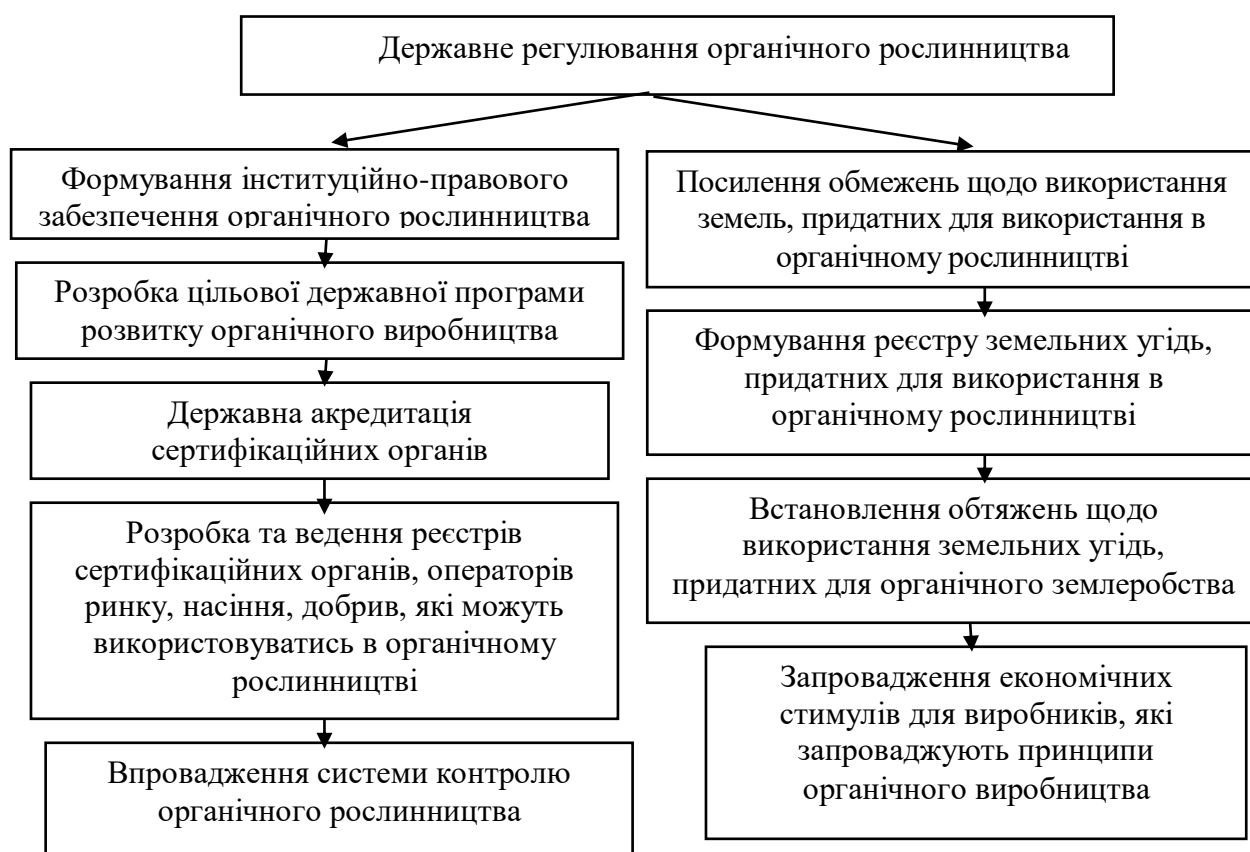 Державне регулювання органічного рослинництва
Формування інституційно-правового
забезпечення органічного рослинництва
Розробка цільової державної програми
розвитку органічного виробництва
Державна акредитація
сертифікаційних органів
Розробка та ведення реєстрів
сертифікаційних органів, операторів
ринку, насіння, добрив, які можуть
використовуватись в органічному
рослинництві
Впровадження системи контролю
органічного рослинництва
Посилення обмежень щодо використання
земель, придатних для використання в
органічному рослинництві
Формування реєстру земельних угідь,
придатних для використання в
органічному рослинництві
Встановлення обтяжень щодо
використання земельних угідь,
придатних для органічного землеробства
Запровадження економічних
стимулів для виробників, які
запроваджують принципи
органічного виробництва